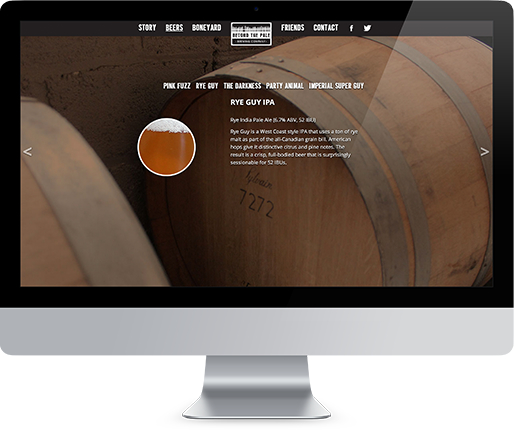 STORY BEERS BONEYARD BEYOND THE PALE FRIENDS CONTACT f
BREWING COMPANY
PINK FUZZ RYE GUY THE DARKNESS PARTY ANIMAL IMPERIAL SUPER GUY
RYE GUY IPA
Rye India Pale Ale (6.7% ABV, 52 IBU)
Rye Guy is a West Coast style IPA that uses a ton of rye
malt as part of the all-Canadian grain bill. American
hops give it distinctive citrus and pine notes. The
result is a crisp, full-bodied beer that is surprisingly
sessionable for 52 IBUs.
< >
7272